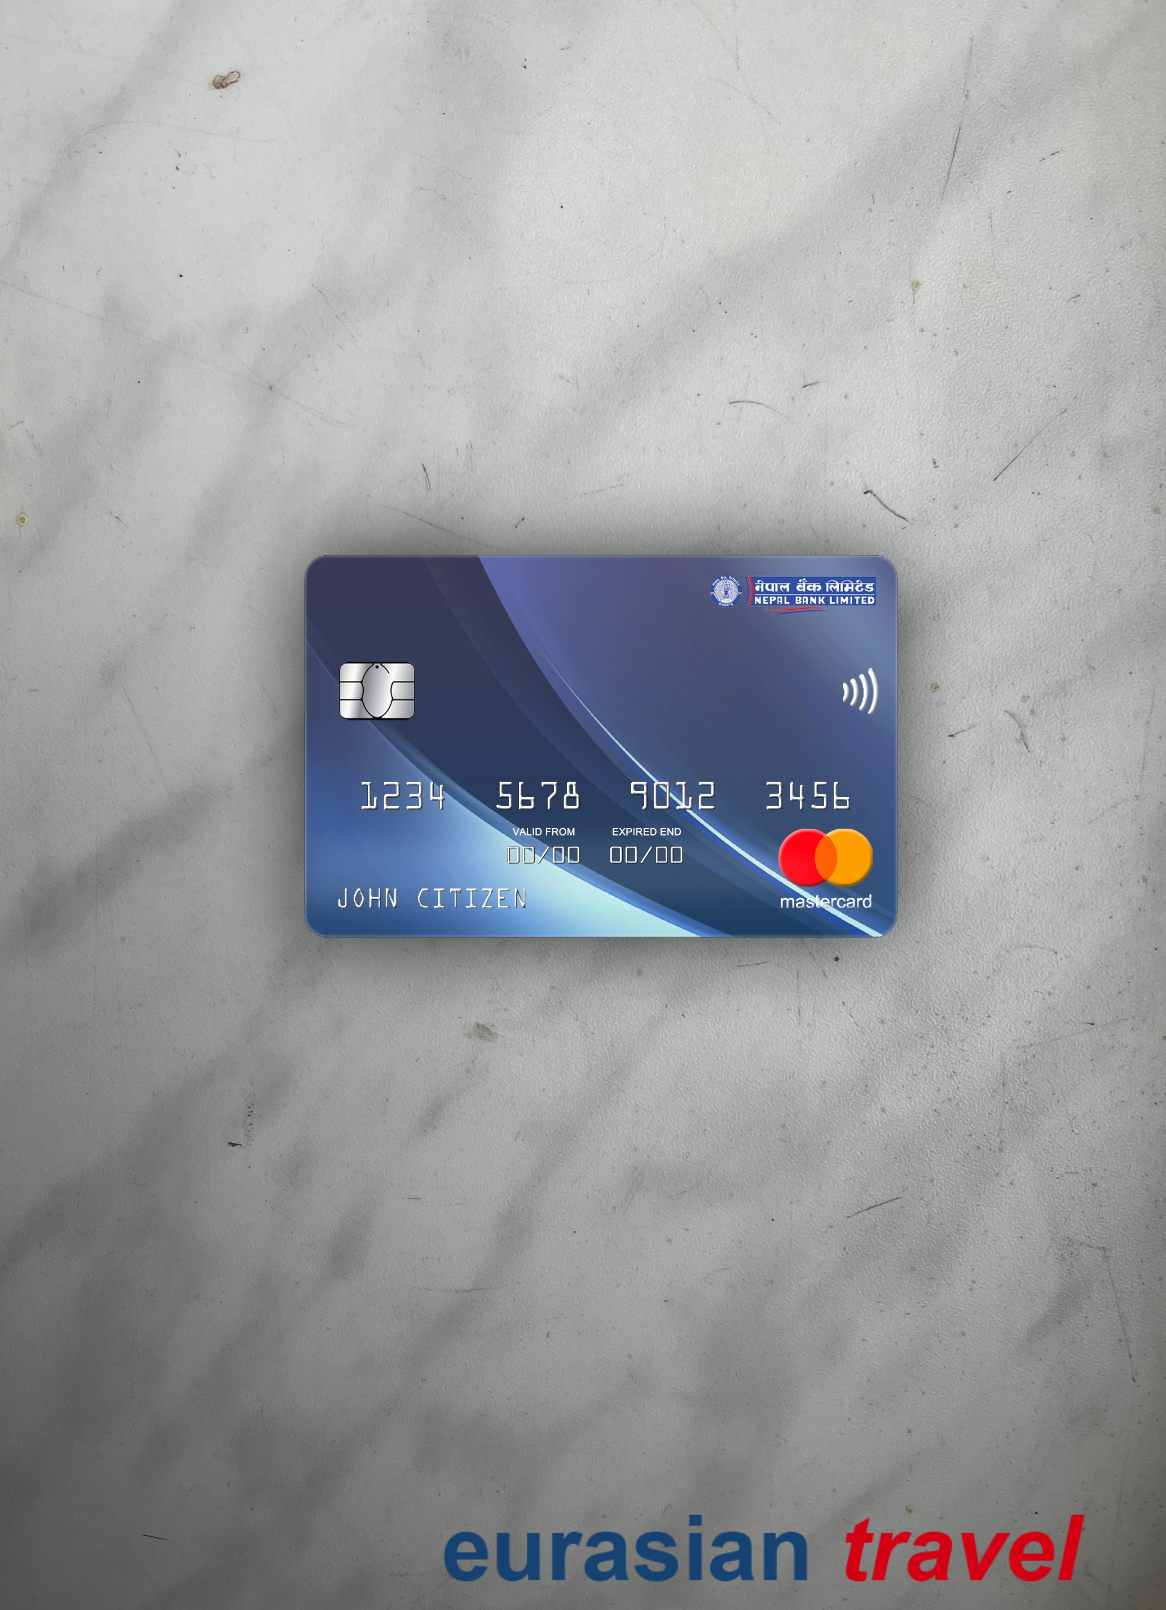 नेपाल बैंक लिमिटेड
NEPAL BANK LIMITED
1234 5678 9012 3456
VALID FROM EXPIRED END
00/00 00/00
JOHN CITIZEN
mastercard
eurasian travel